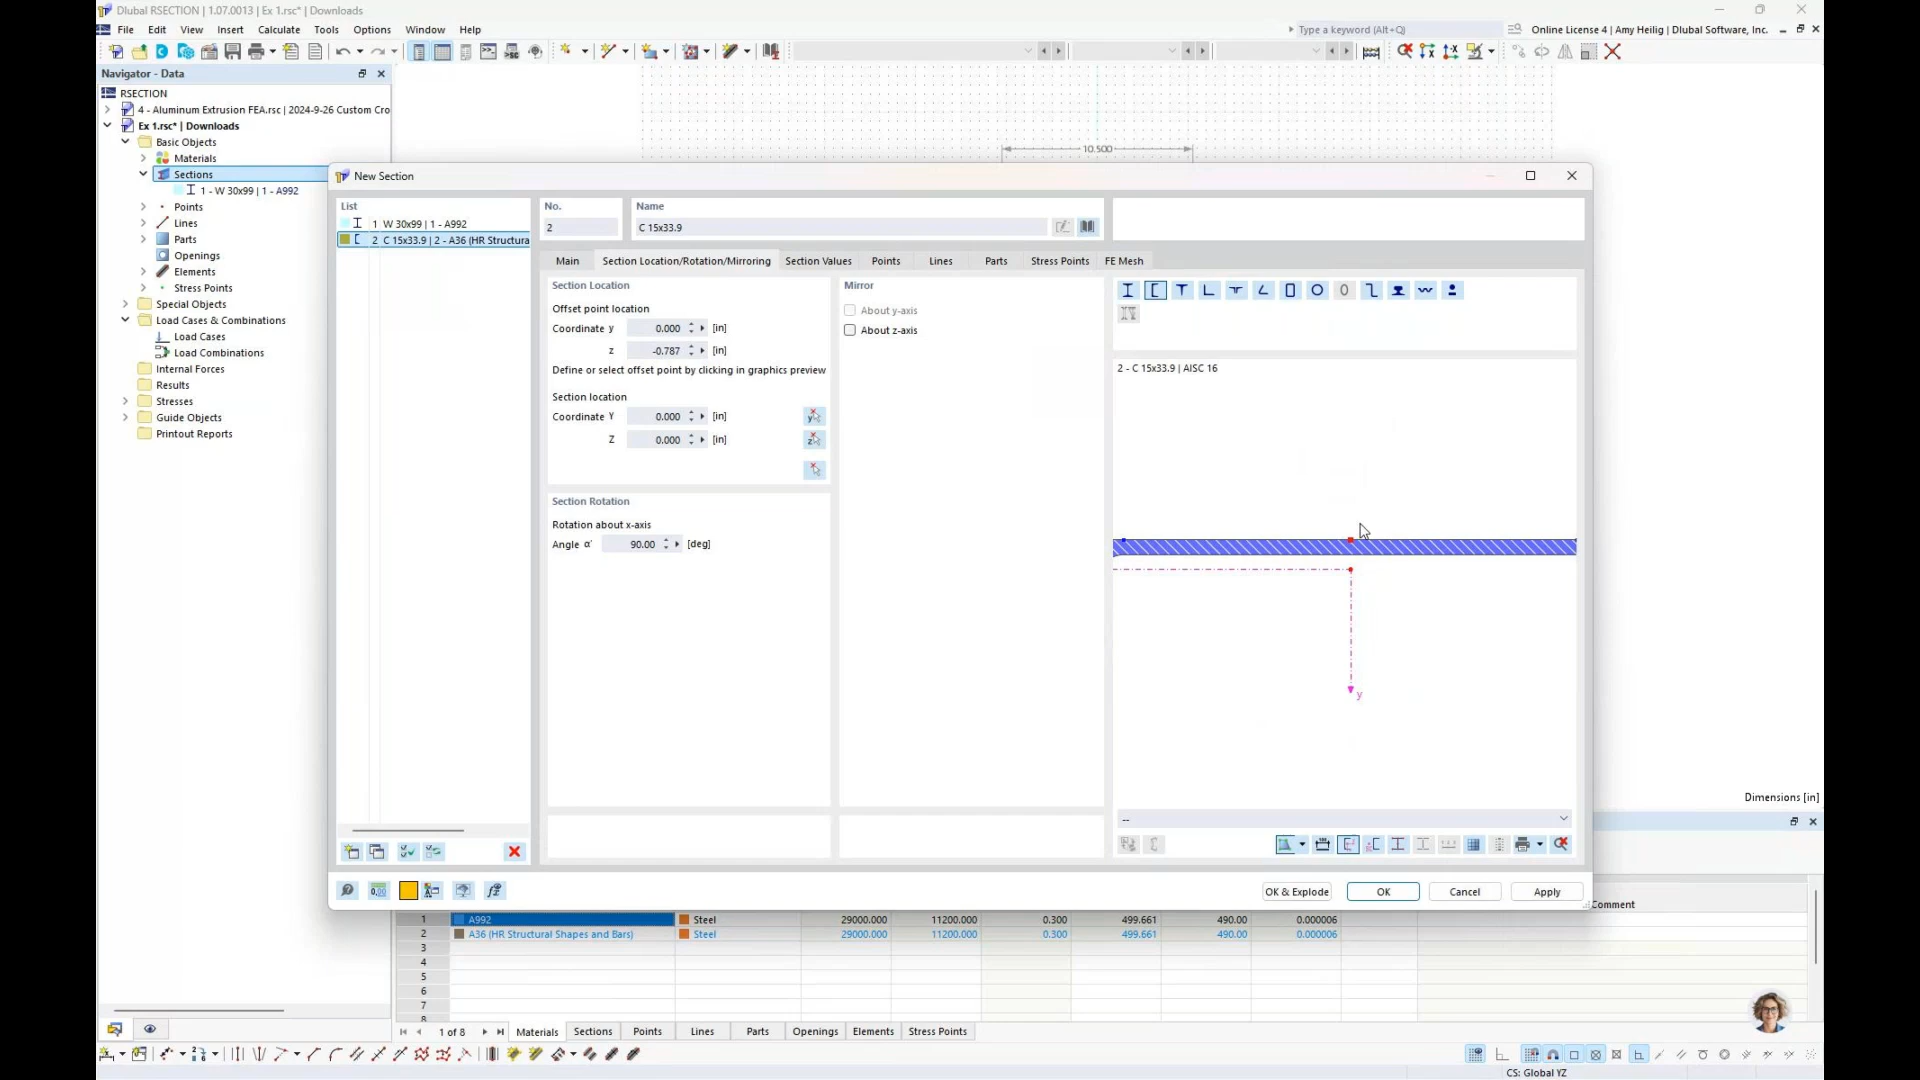 Dlubal RSECTION | 1.07.0013 | Ex 1.rsc* | Downloads
File Edit View Insert Calculate Tools Options Window Help
Type a keyword (Alt+Q)
Online License 4 | Amy Heilig | Dlubal Software, Inc.
Navigator - Data
RSECTION
4 - Aluminum Extrusion FEA.rsc | 2024-9-26 Custom Cro
Ex 1.rsc* | Downloads
Basic Objects
Materials
Sections
1 - W 30x99 | 1 - A992
Points
Lines
Parts
Openings
Elements
Stress Points
Special Objects
Load Cases & Combinations
Load Cases
Load Combinations
Internal Forces
Results
Stresses
Guide Objects
Printout Reports
10.500
New Section
List
1 W 30x99 | 1 - A992
2 C 15x33.9 | 2 - A36 (HR Structura
No.
2
Name
C 15x33.9
Main Section Location/Rotation/Mirroring Section Values Points Lines Parts Stress Points FE Mesh
Section Location
Offset point location
Coordinate y 0.000 [in]
z -0.787 [in]
Define or select offset point by clicking in graphics preview
Section location
Coordinate Y 0.000 [in]
Z 0.000 [in]
Section Rotation
Rotation about x-axis
Angle α' 90.00 [deg]
Mirror
About y-axis
About z-axis
2 - C 15x33.9 | AISC 16
y
--
OK & Explode OK Cancel Apply
Dimensions [in]
Comment
1 A992 Steel 29000.000 11200.000 0.300 499.661 490.00 0.000006
2 A36 (HR Structural Shapes and Bars) Steel 29000.000 11200.000 0.300 499.661 490.00 0.000006
3
4
5
6
7
8
1 of 8 Materials Sections Points Lines Parts Openings Elements Stress Points
CS: Global YZ